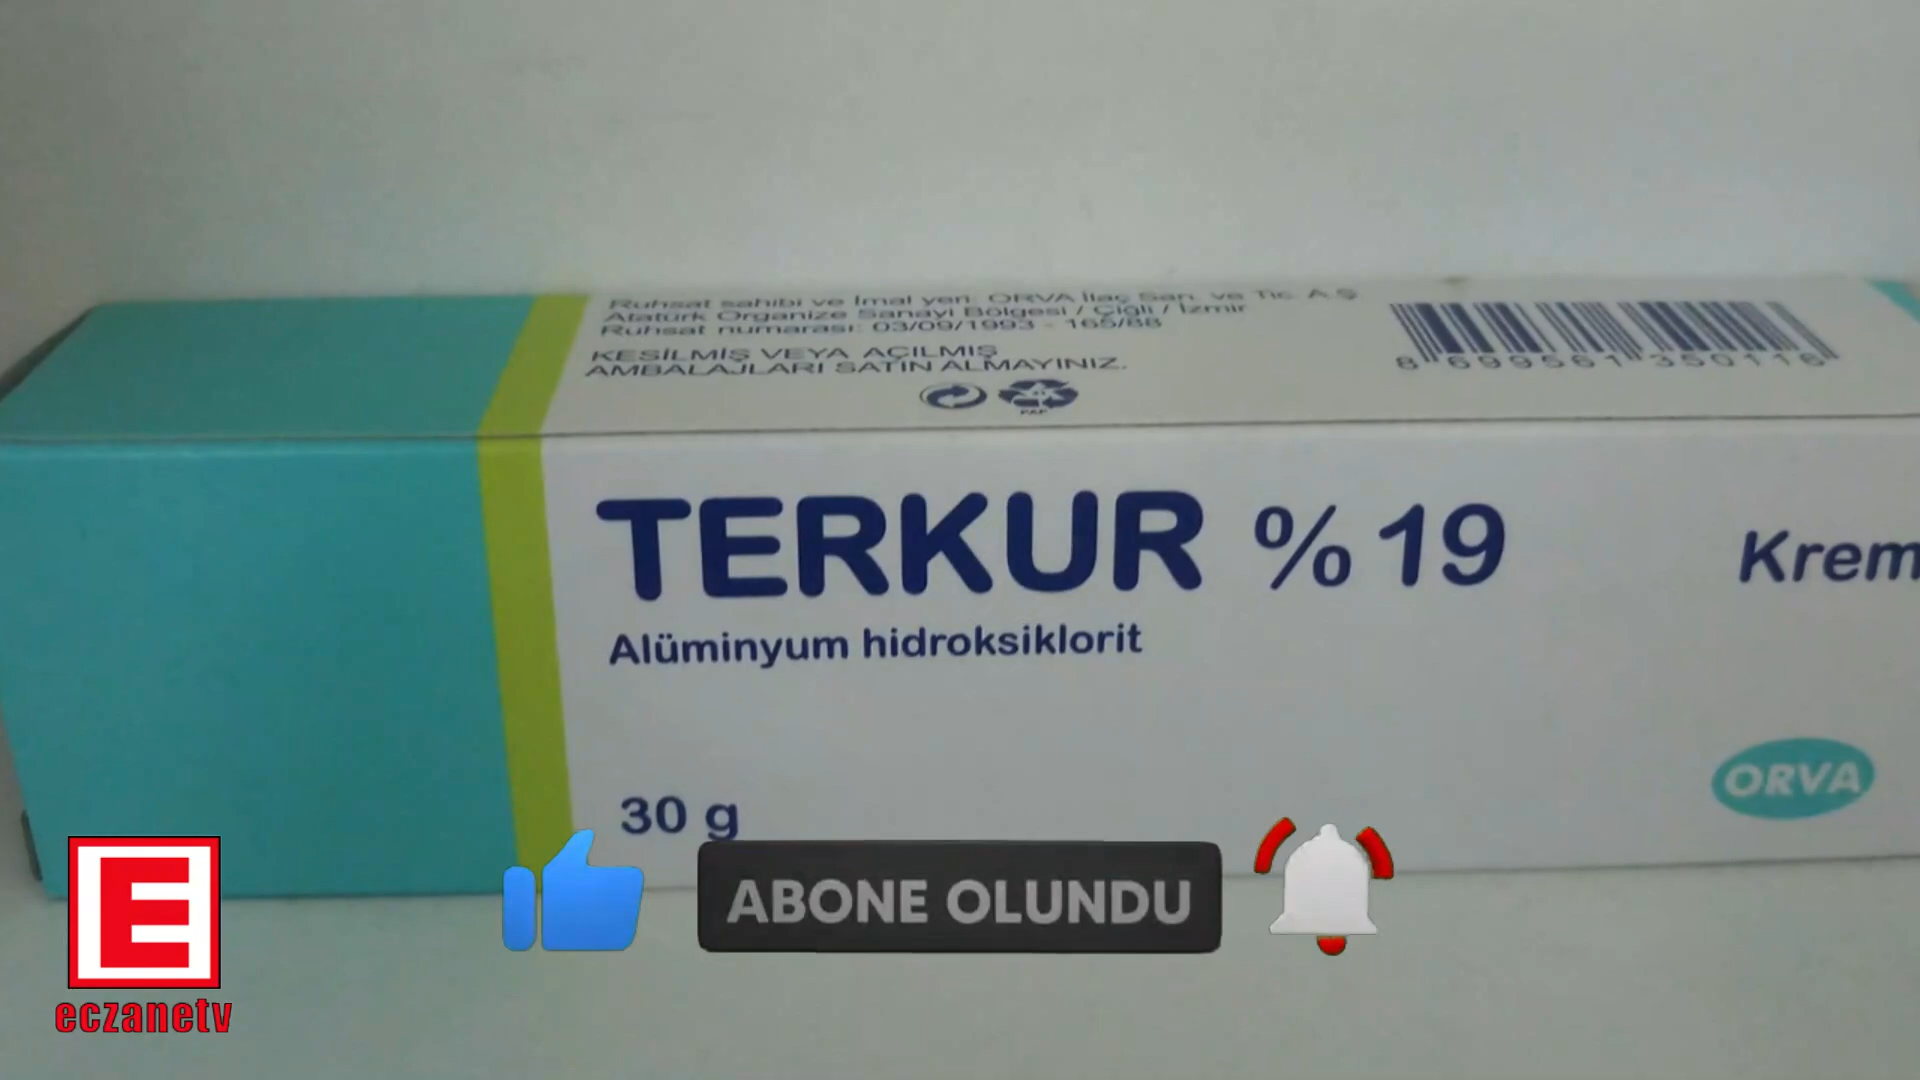 Ruhsat sahibi ve İmal yeri: ORVA İlaç San. ve Tic. A.Ş
Atatürk Organize Sanayi Bölgesi / Çiğli / İzmir
Ruhsat numarası: 03/09/1993 - 165/88
KESİLMİŞ VEYA AÇILMIŞ
AMBALAJLARI SATIN ALMAYINIZ.
PAP
8 699561 350116
TERKUR %19
Krem
Alüminyum hidroksiklorit
30 g
ORVA
ABONE OLUNDU
E
eczanetv